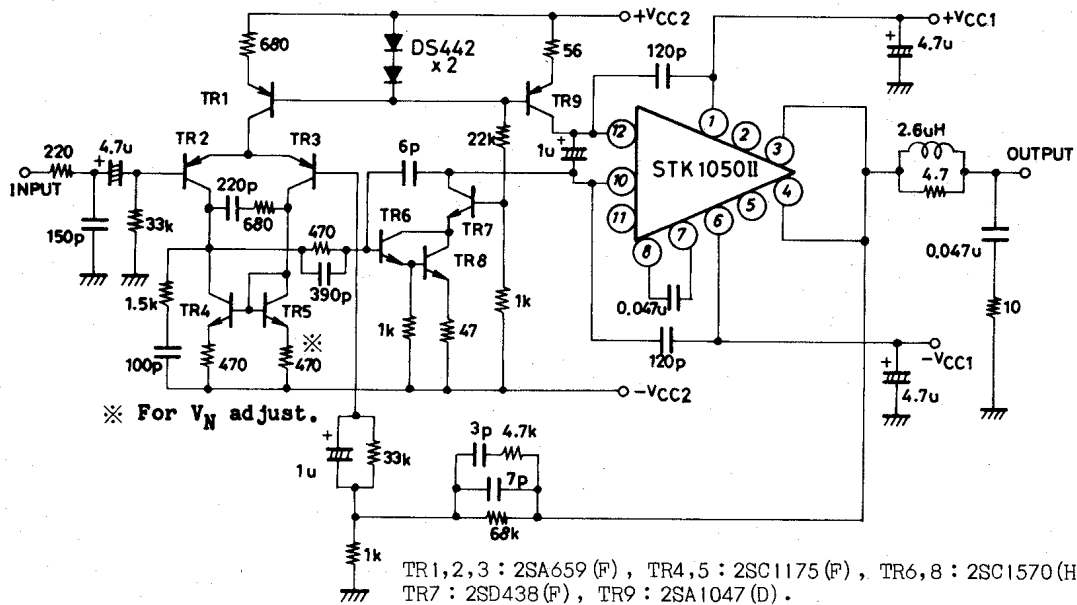 +VCC2
+VCC1
680
DS442
x 2
56
120p
4.7u
TR1
TR9
TR2
TR3
22k
12
1
2
3
2.6uH
4.7u
6p
1u
220
INPUT
220p
680
10
STK1050II
4
4.7
OUTPUT
33k
TR7
11
5
150p
470
TR6
TR8
8
7
6
0.047u
1.5k
390p
0.047u
TR4
TR5
1k
10
※
1k
47
100p
470
470
120p
-VCC1
-VCC2
4.7u
※ For VN adjust.
3p
4.7k
1u
33k
7p
68k
1k
TR1,2,3 : 2SA659(F), TR4,5 : 2SC1175(F), TR6,8 : 2SC1570(H
TR7 : 2SD438(F), TR9 : 2SA1047(D).